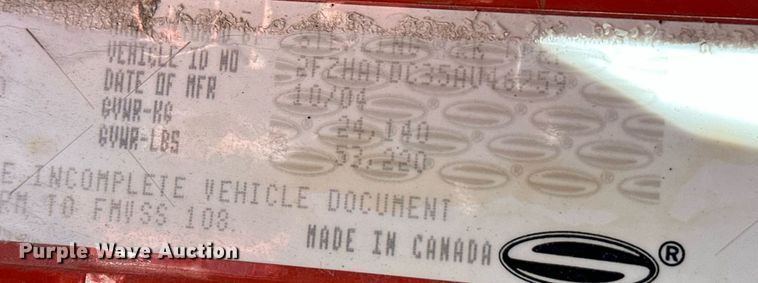 VEHICLE ID NO
DATE OF MFR 10/04
GVWR-KG 24,140
GVWR-LBS 53,220
E INCOMPLETE VEHICLE DOCUMENT
TO FMVSS 108.
MADE IN CANADA S ®
Purple Wave Auction